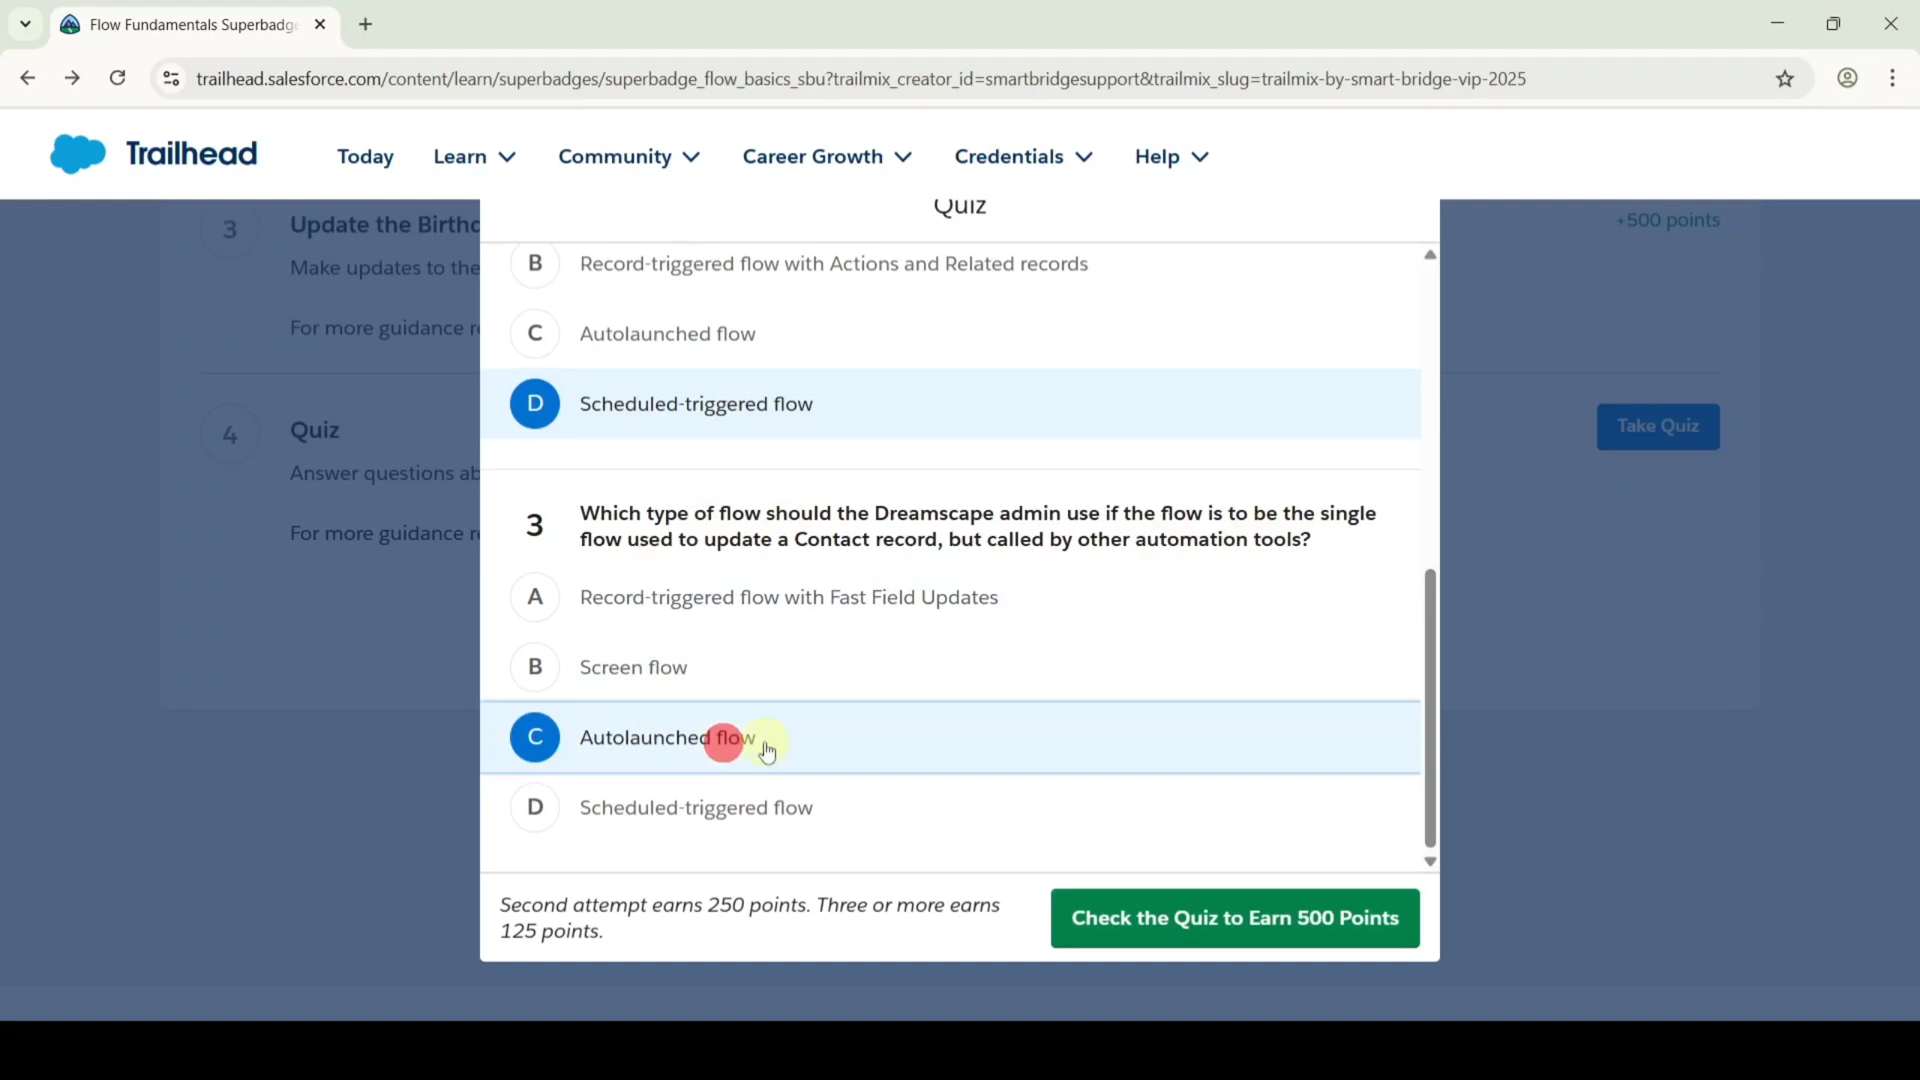 Flow Fundamentals Superbadg
trailhead.salesforce.com/content/learn/superbadges/superbadge_flow_basics_sbu?trailmix_creator_id=smartbridgesupport&trailmix_slug=trailmix-by-smart-bridge-vip-2025
Trailhead
Today
Learn
Community
Career Growth
Credentials
Help
Quiz
3
Update the Birthd
+500 points
Make updates to the
For more guidance r
4
Quiz
Take Quiz
Answer questions ab
For more guidance r
B
Record-triggered flow with Actions and Related records
C
Autolaunched flow
D
Scheduled-triggered flow
3
Which type of flow should the Dreamscape admin use if the flow is to be the single
flow used to update a Contact record, but called by other automation tools?
A
Record-triggered flow with Fast Field Updates
B
Screen flow
C
Autolaunched flow
D
Scheduled-triggered flow
Second attempt earns 250 points. Three or more earns
125 points.
Check the Quiz to Earn 500 Points